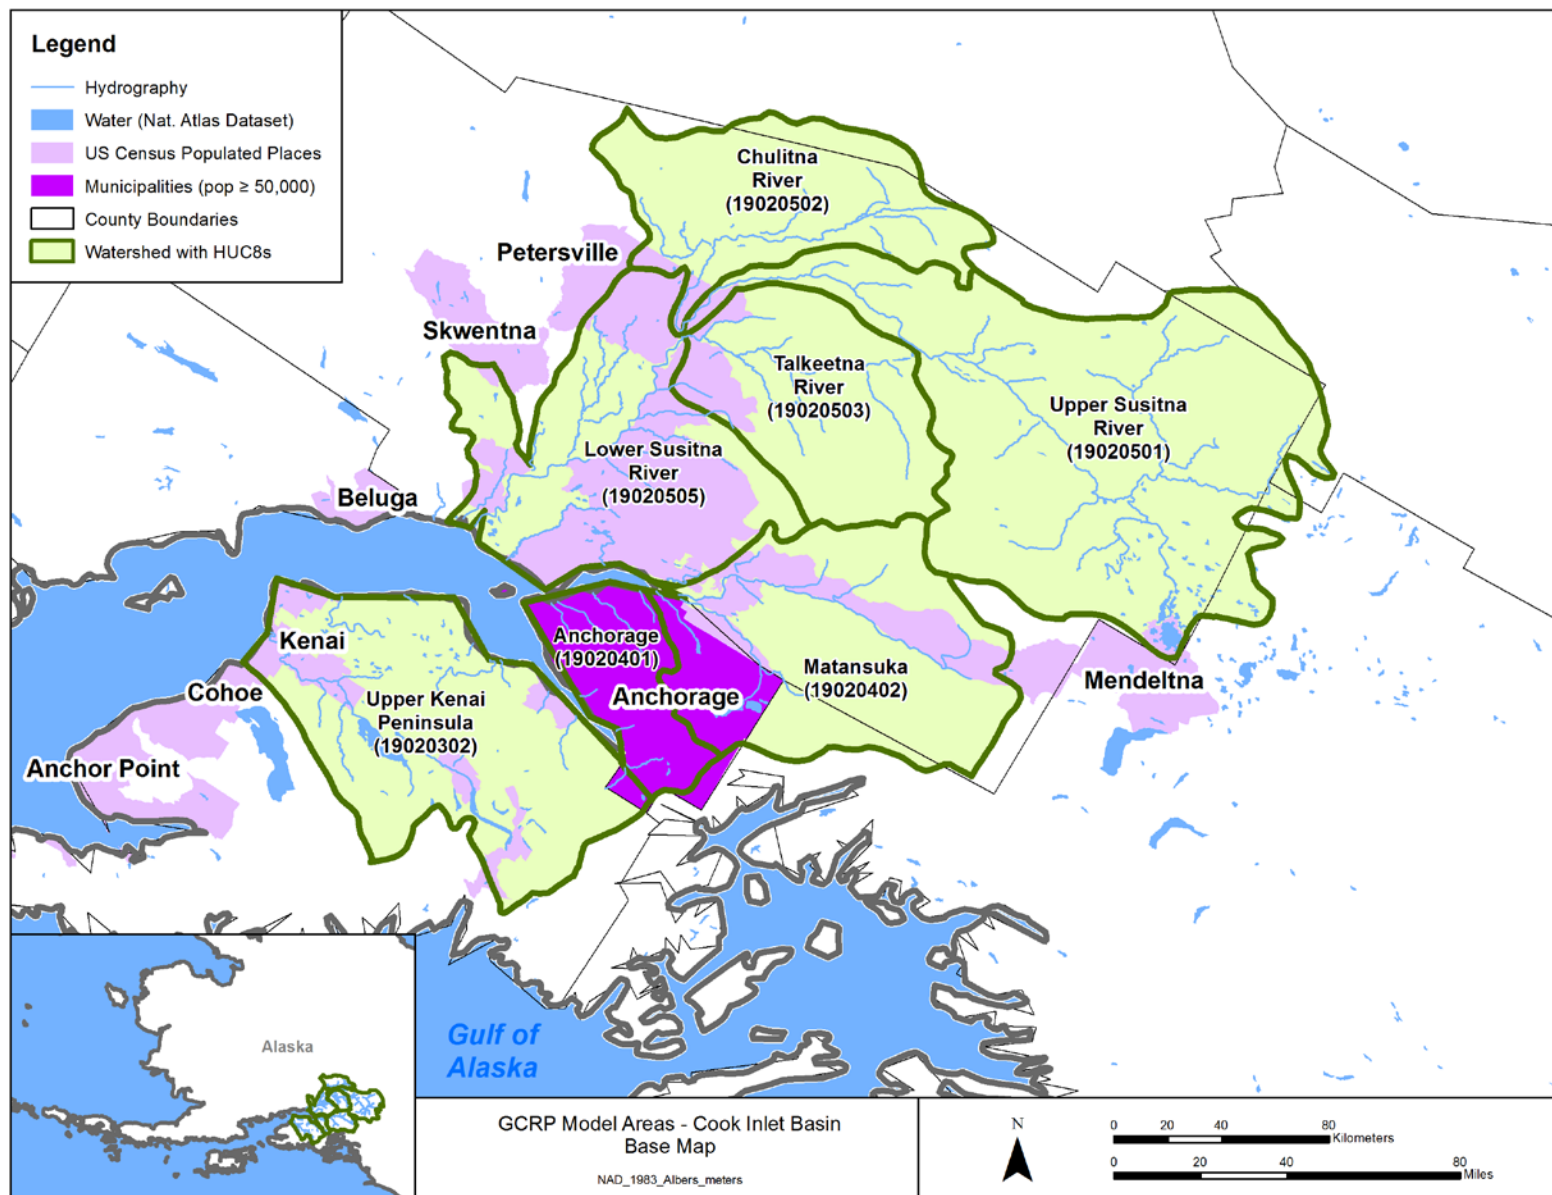 Legend
Hydrography
Water (Nat. Atlas Dataset)
US Census Populated Places
Municipalities (pop ≥ 50,000)
County Boundaries
Watershed with HUC8s
Chulitna
River
(19020502)
Petersville
Skwentna
Talkeetna
River
(19020503)
Upper Susitna
River
(19020501)
Lower Susitna
River
(19020505)
Beluga
Kenai
Anchorage
(19020401)
Matansuka
(19020402)
Mendeltna
Cohoe
Anchorage
Upper Kenai
Peninsula
(19020302)
Anchor Point
Gulf of
Alaska
Alaska
GCRP Model Areas - Cook Inlet Basin
Base Map
NAD_1983_Albers_meters
N
0 20 40 80
Kilometers
0 20 40 80
Miles